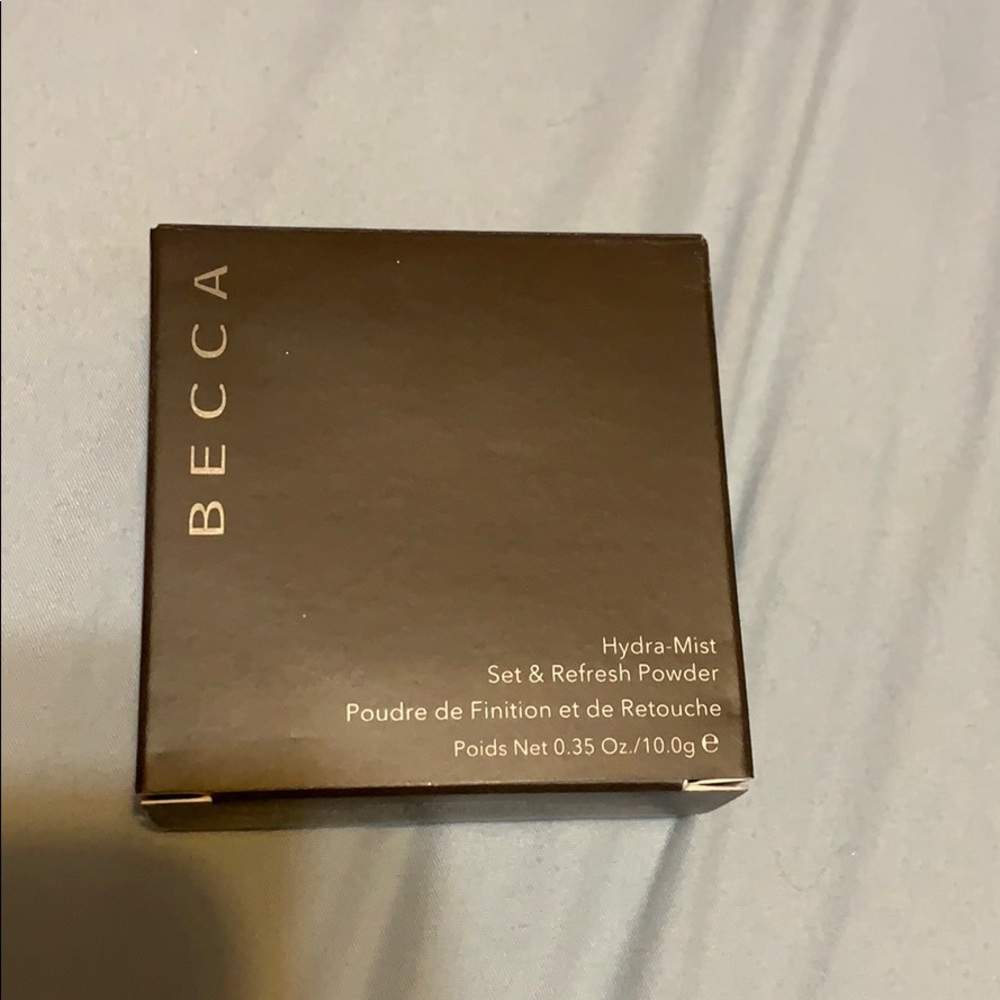 BECCA
Hydra-Mist
Set & Refresh Powder
Poudre de Finition et de Retouche
Poids Net 0.35 Oz./10.0g ℮